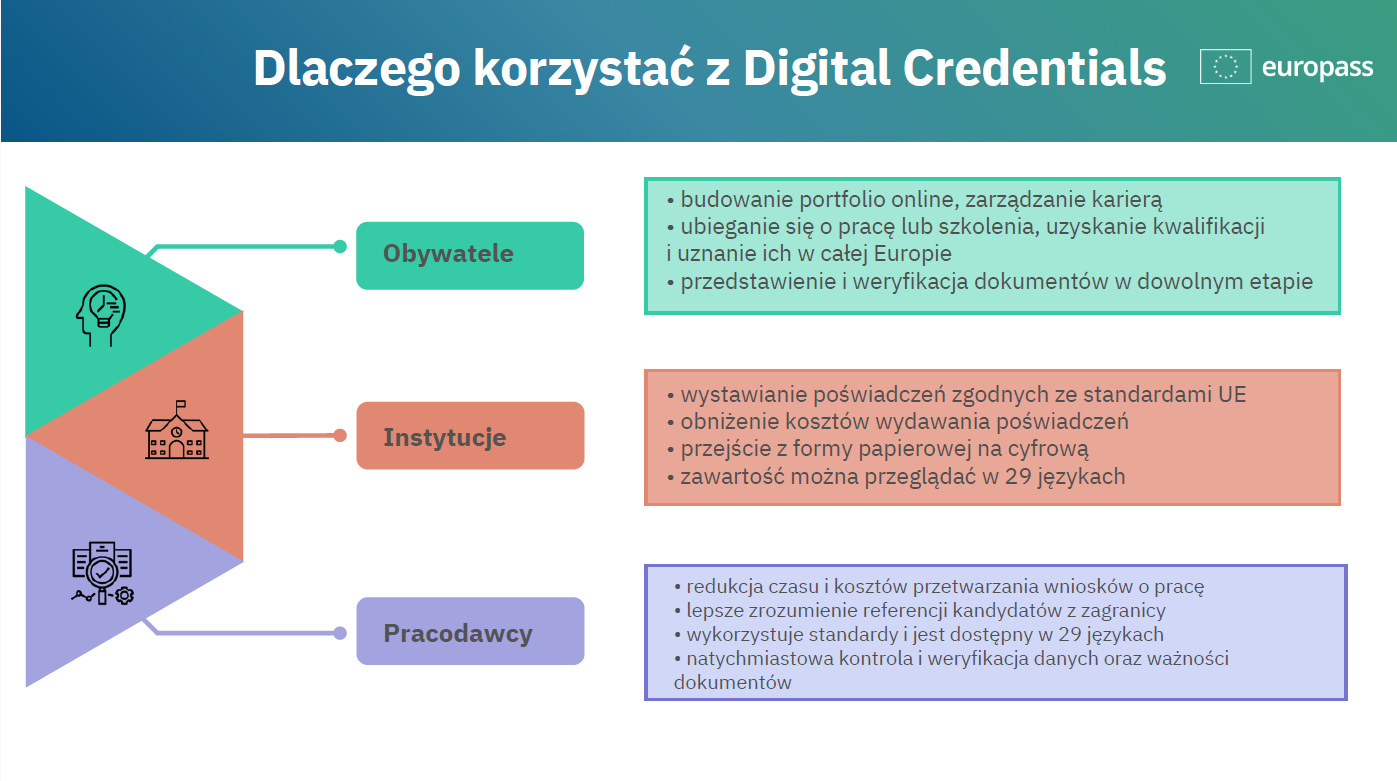 Dlaczego korzystać z Digital Credentials
europass
Obywatele
• budowanie portfolio online, zarządzanie karierą
• ubieganie się o pracę lub szkolenia, uzyskanie kwalifikacji
i uznanie ich w całej Europie
• przedstawienie i weryfikacja dokumentów w dowolnym etapie
Instytucje
• wystawianie poświadczeń zgodnych ze standardami UE
• obniżenie kosztów wydawania poświadczeń
• przejście z formy papierowej na cyfrową
• zawartość można przeglądać w 29 językach
Pracodawcy
• redukcja czasu i kosztów przetwarzania wniosków o pracę
• lepsze zrozumienie referencji kandydatów z zagranicy
• wykorzystuje standardy i jest dostępny w 29 językach
• natychmiastowa kontrola i weryfikacja danych oraz ważności
dokumentów